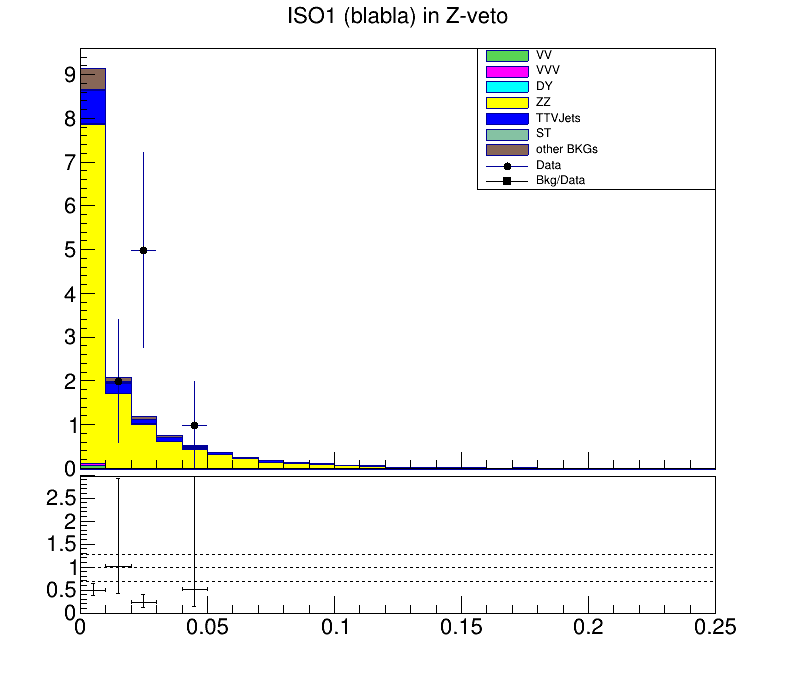 ISO1 (blabla) in Z-veto
VV
VVV
DY
ZZ
TTVJets
ST
other BKGs
Data
Bkg/Data
9
8
7
6
5
4
3
2
1
0
2.5
2
1.5
1
0.5
0
0 0.05 0.1 0.15 0.2 0.25